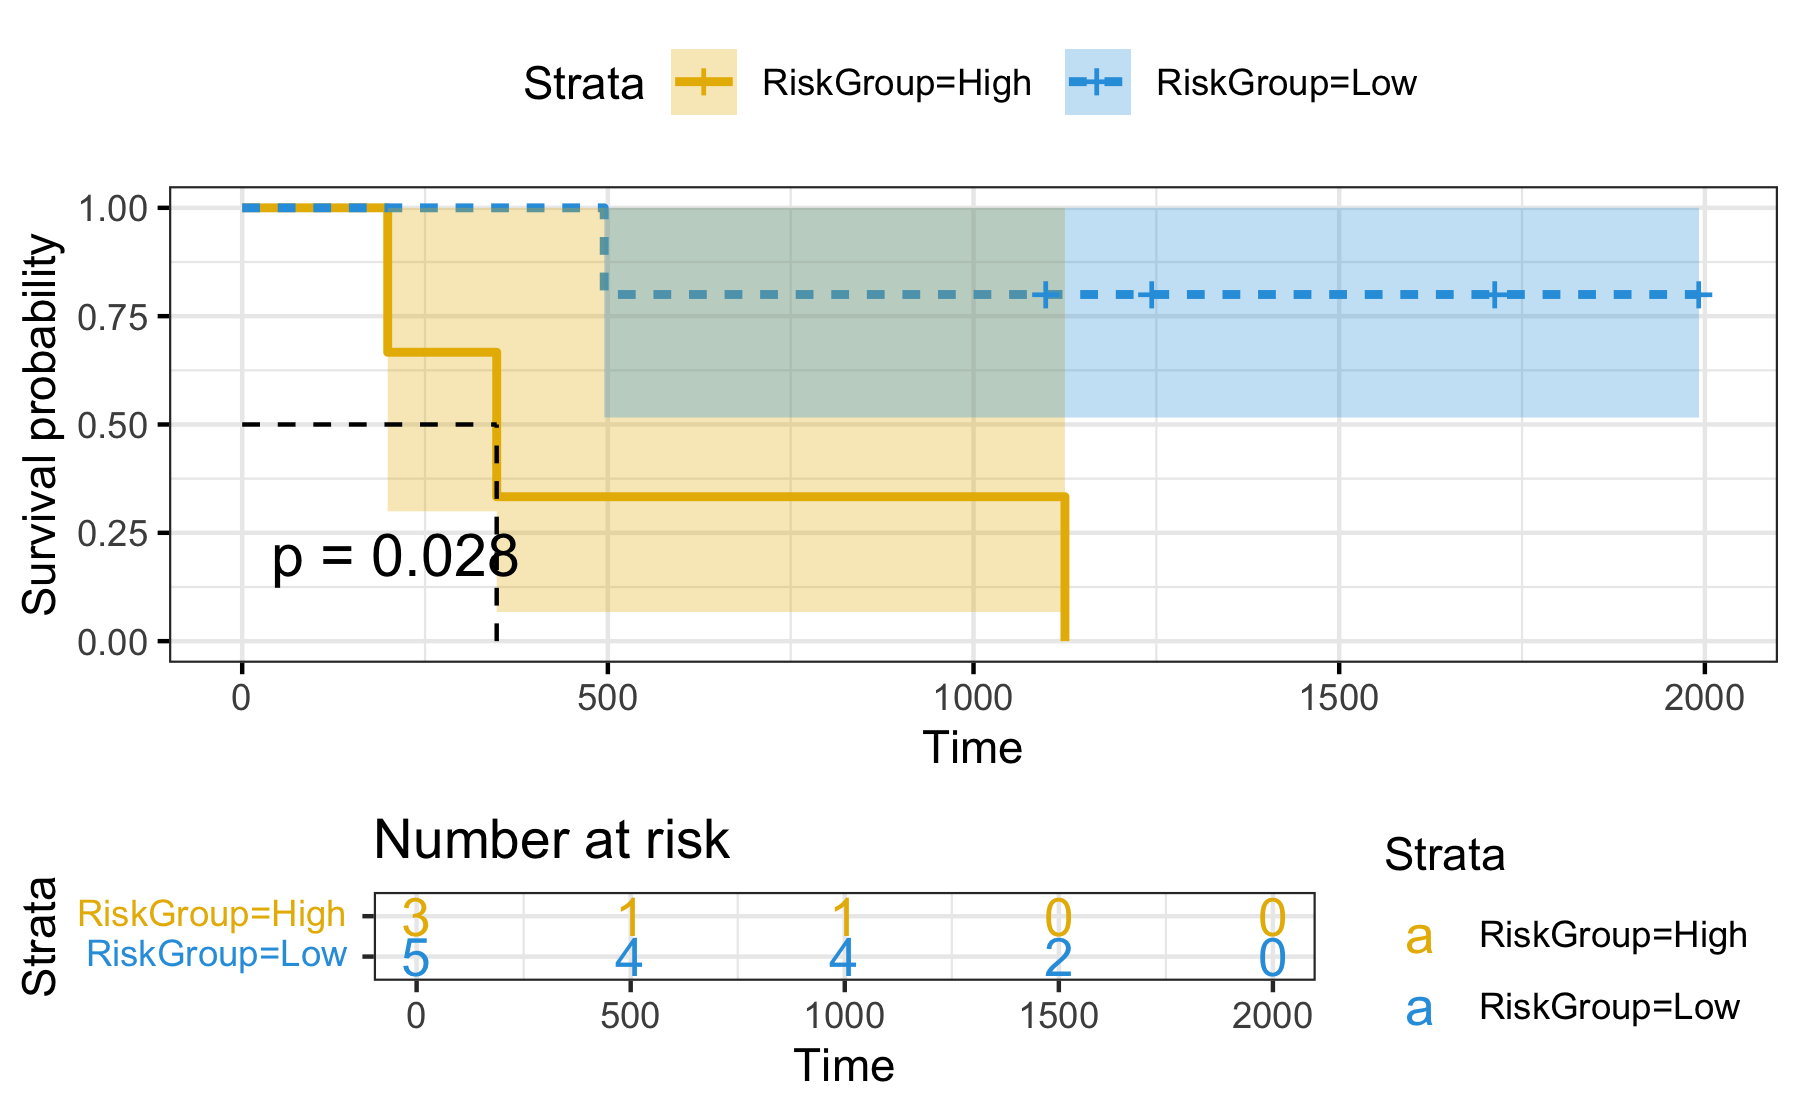 Strata RiskGroup=High RiskGroup=Low
Survival probability
1.00
0.75
0.50
0.25
0.00
p = 0.028
0 500 1000 1500 2000
Time
Number at risk
Strata
RiskGroup=High 3 1 1 0 0
RiskGroup=Low 5 4 4 2 0
0 500 1000 1500 2000
Time
Strata
a RiskGroup=High
a RiskGroup=Low